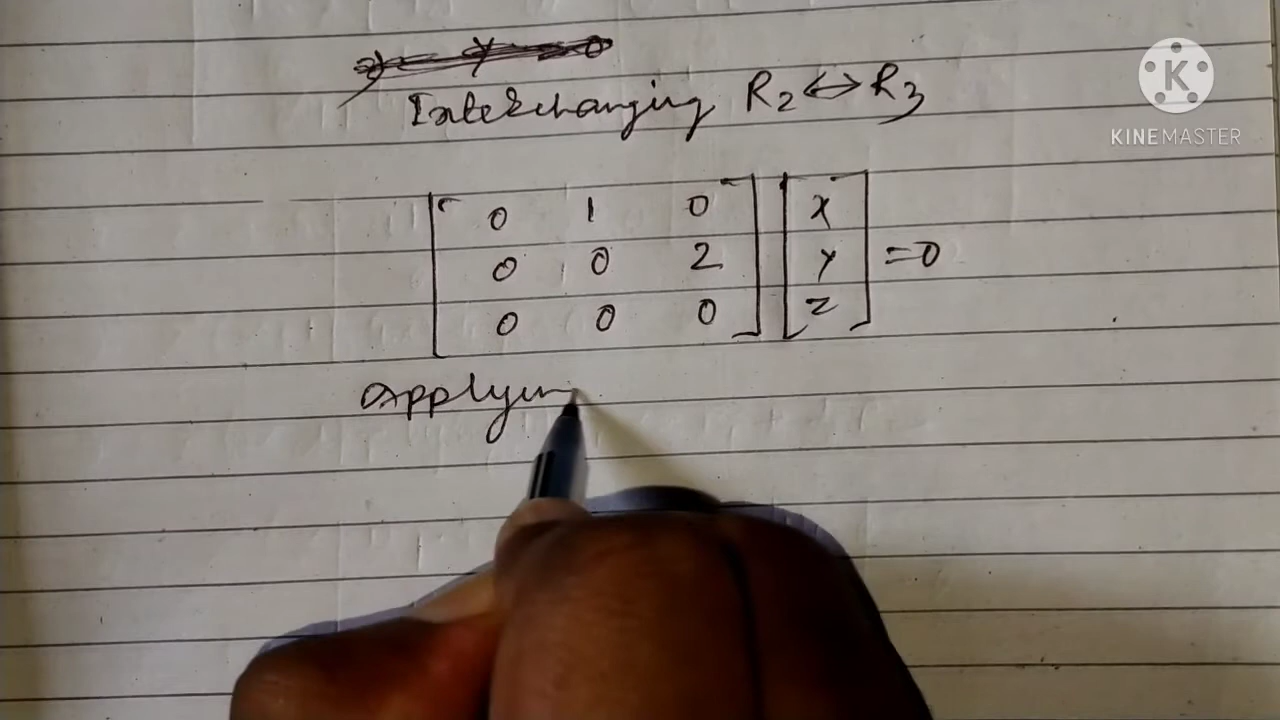 Interchanging R2 ↔ R3
K
KINEMASTER
0 1 0 x
0 0 2 y = 0
0 0 0 z
applyin